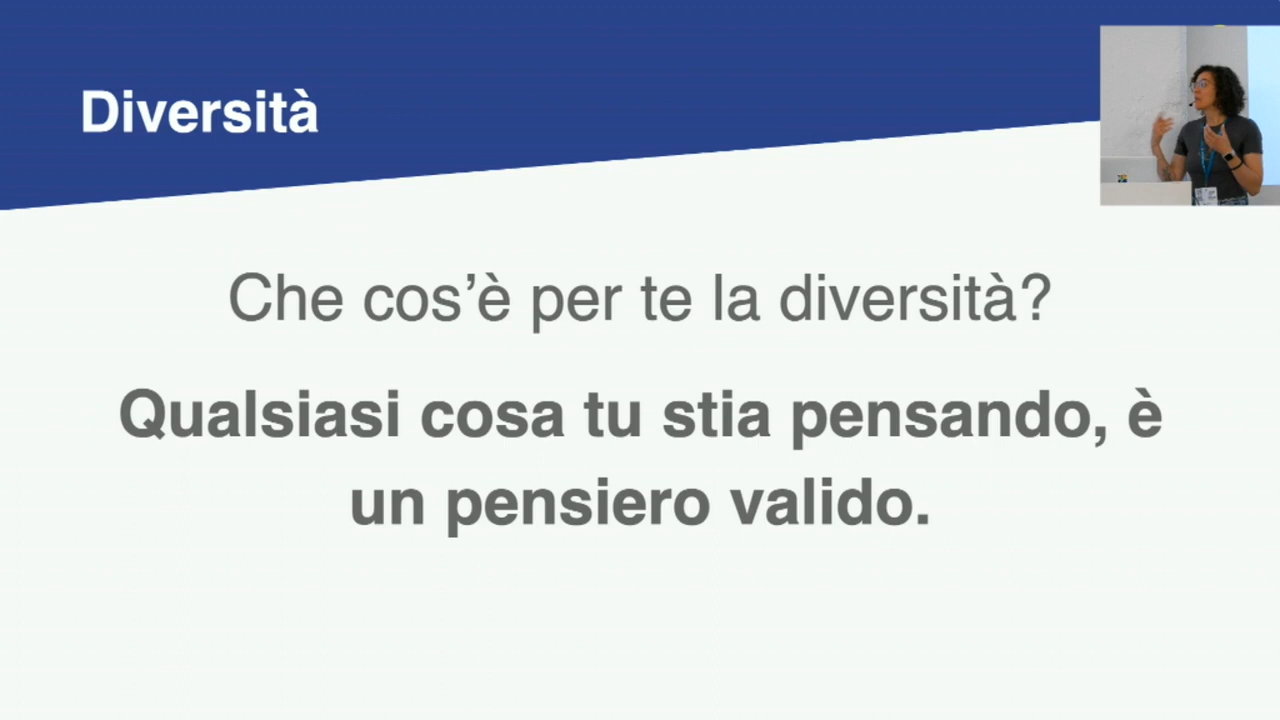 Diversità
Che cos’è per te la diversità?
Qualsiasi cosa tu stia pensando, è
un pensiero valido.